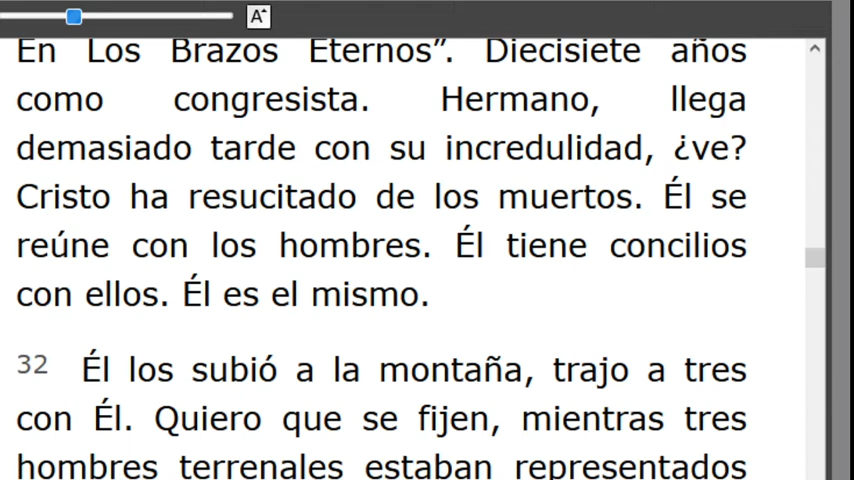 A
En Los Brazos Eternos”. Diecisiete años
como congresista. Hermano, llega
demasiado tarde con su incredulidad, ¿ve?
Cristo ha resucitado de los muertos. Él se
reúne con los hombres. Él tiene concilios
con ellos. Él es el mismo.
32 Él los subió a la montaña, trajo a tres
con Él. Quiero que se fijen, mientras tres
hombres terrenales estaban representados